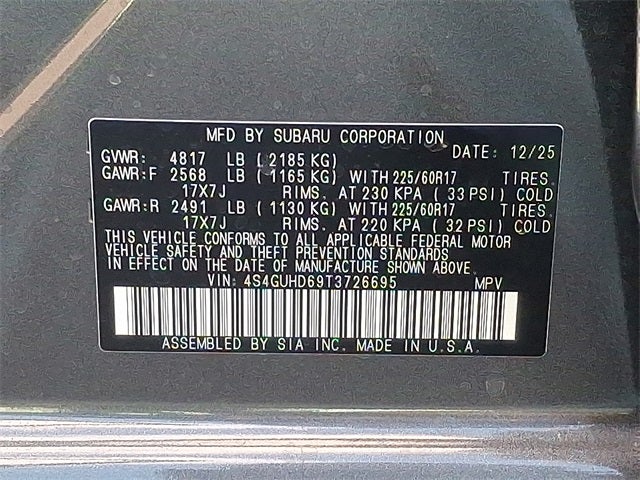 MFD BY SUBARU CORPORATION
DATE: 12/25
GVWR: 4817 LB (2185 KG)
GAWR:F 2568 LB (1165 KG) WITH 225/60R17 TIRES.
17X7J RIMS. AT 230 KPA (33 PSI) COLD
GAWR:R 2491 LB (1130 KG) WITH 225/60R17 TIRES.
17X7J RIMS. AT 220 KPA (32 PSI) COLD
THIS VEHICLE CONFORMS TO ALL APPLICABLE FEDERAL MOTOR
VEHICLE SAFETY AND THEFT PREVENTION STANDARDS
IN EFFECT ON THE DATE OF MANUFACTURE SHOWN ABOVE.
VIN: 4S4GUHD69T3726695 MPV
ASSEMBLED BY SIA INC. MADE IN U.S.A.